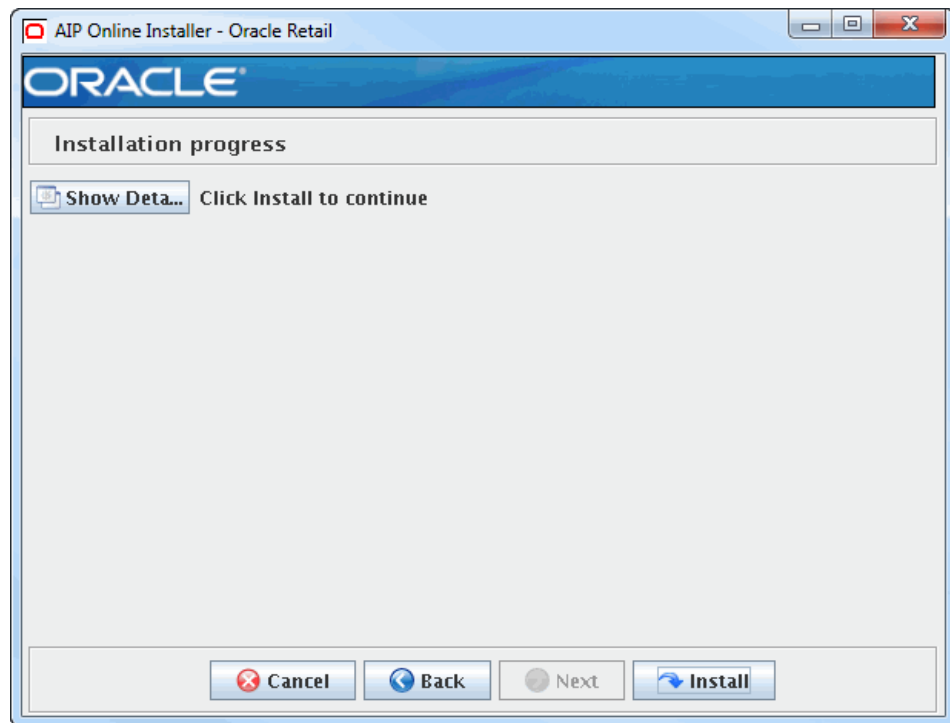 AIP Online Installer - Oracle Retail
ORACLE
Installation progress
Show Deta... Click Install to continue
Cancel Back Next Install